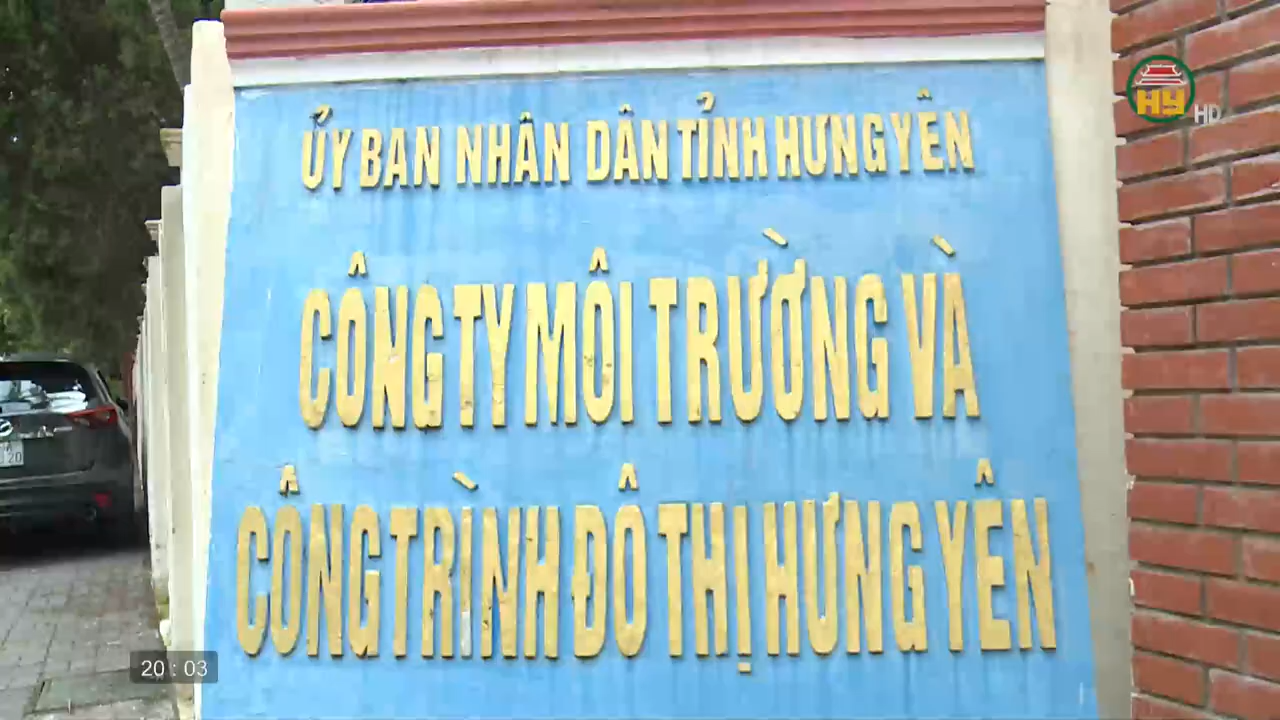 HY HD
ỦY BAN NHÂN DÂN TỈNH HƯNG YÊN
CÔNG TY MÔI TRƯỜNG VÀ
CÔNG TRÌNH ĐÔ THỊ HƯNG YÊN
20
20 : 03